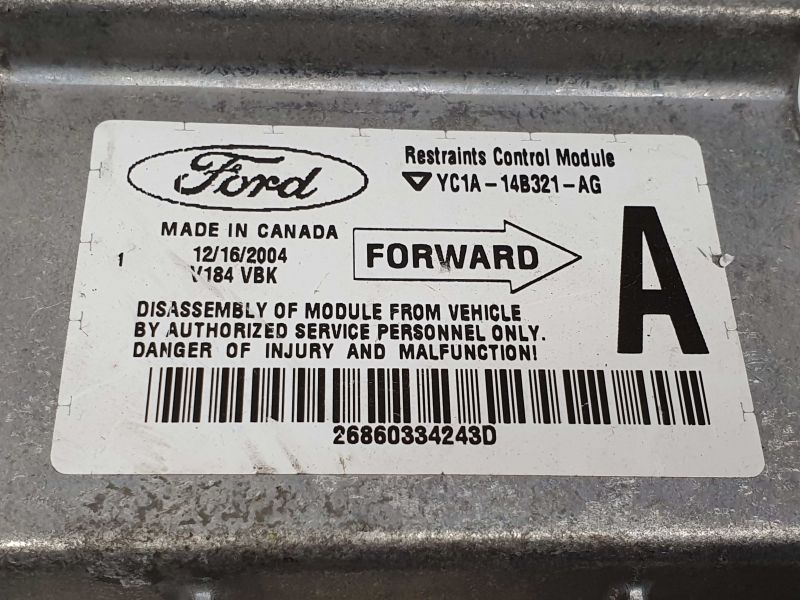 Ford
Restraints Control Module
YC1A-14B321-AG
MADE IN CANADA
12/16/2004
V184 VBK
1
FORWARD
A
DISASSEMBLY OF MODULE FROM VEHICLE
BY AUTHORIZED SERVICE PERSONNEL ONLY.
DANGER OF INJURY AND MALFUNCTION!
26860334243D